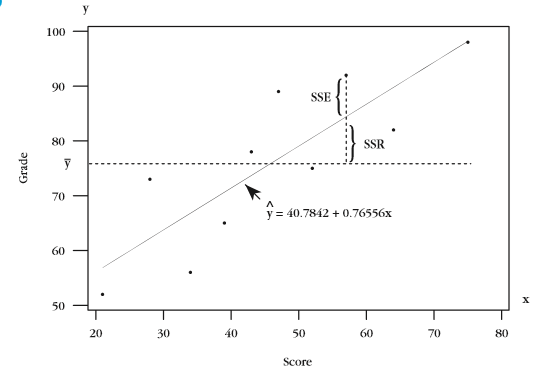 y
100
90
80
ȳ
70
60
50
Grade
SSE
SSR
ŷ = 40.7842 + 0.76556x
x
20 30 40 50 60 70 80
Score